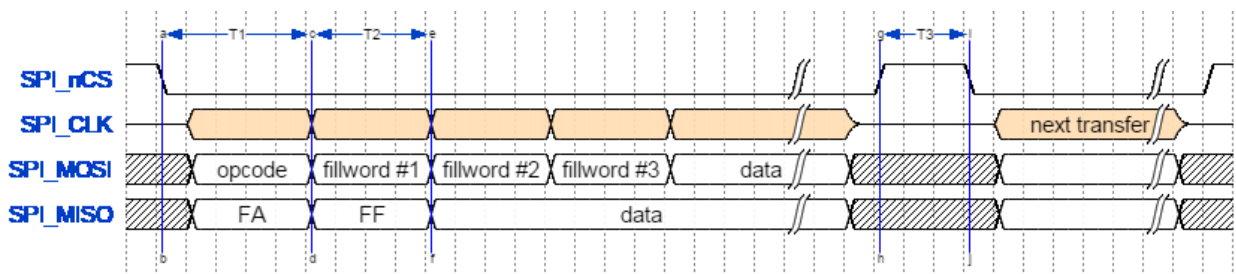 a T1 c T2 e g T3 i
SPI_nCS
SPI_CLK next transfer
SPI_MOSI opcode fillword #1 fillword #2 fillword #3 data
SPI_MISO FA FF data
b d f h j